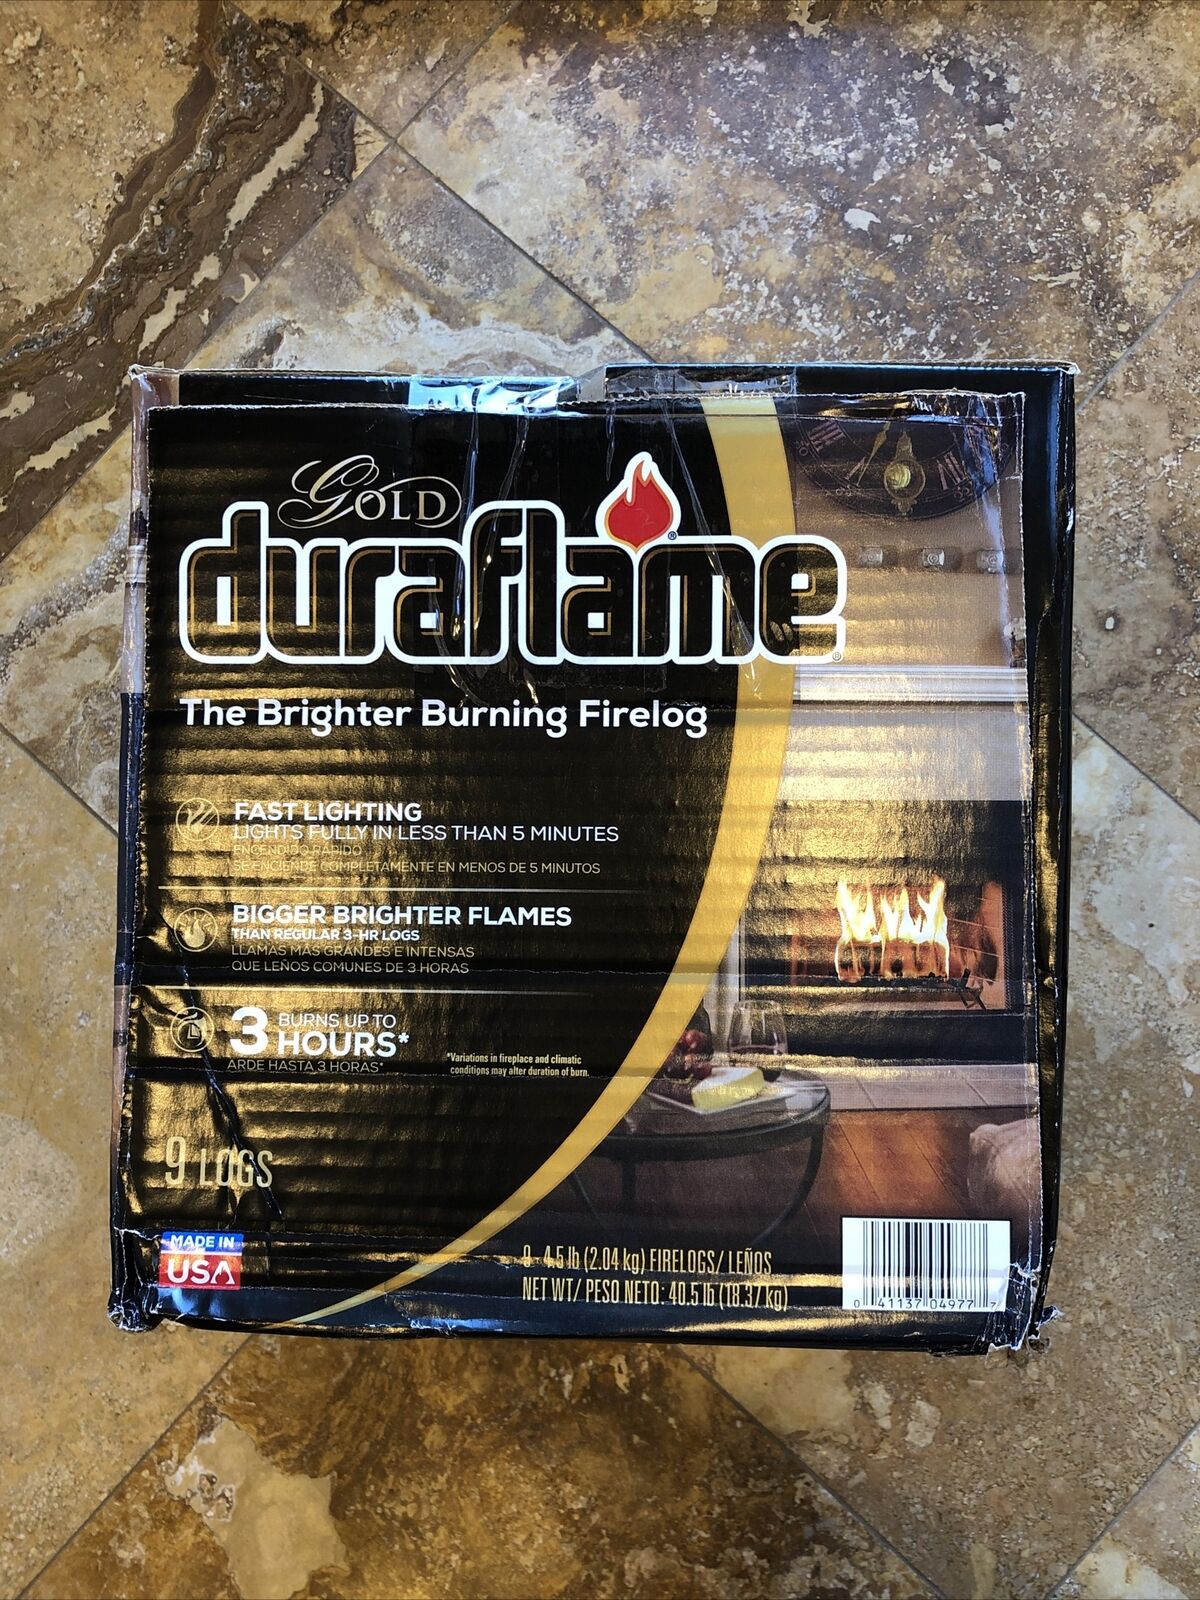 GOLD
duraflame®
®
The Brighter Burning Firelog
FAST LIGHTING
LIGHTS FULLY IN LESS THAN 5 MINUTES
ENCENDIDO RÁPIDO
SE ENCIENDE COMPLETAMENTE EN MENOS DE 5 MINUTOS
BIGGER BRIGHTER FLAMES
THAN REGULAR 3-HR LOGS
LLAMAS MÁS GRANDES E INTENSAS
QUE LEÑOS COMUNES DE 3 HORAS
3 BURNS UP TO
HOURS*
ARDE HASTA 3 HORAS*
*Variations in fireplace and climatic
conditions may alter duration of burn.
9 LOGS
MADE IN
USA
9 - 4.5 lb (2.04 kg) FIRELOGS/ LEÑOS
NET WT/ PESO NETO: 40.5 lb (18.37 kg)
0 41137 04977 7